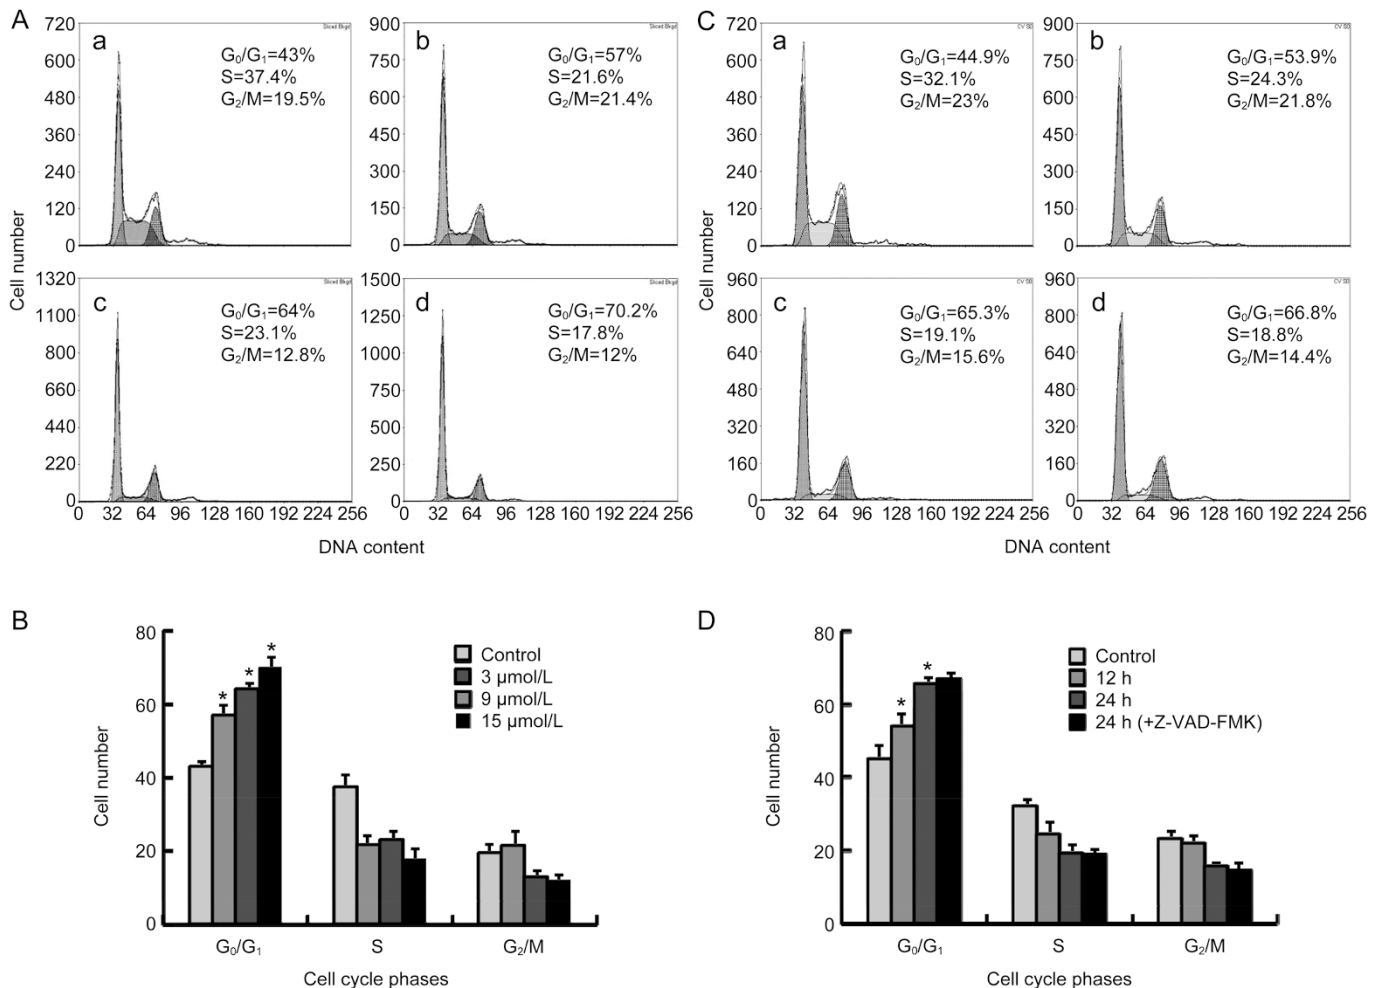 A
Cell number
720
600
480
360
240
120
0
a
Sliced Bkgd
G₀/G₁=43%
S=37.4%
G₂/M=19.5%
900
750
600
450
300
150
0
b
Sliced Bkgd
G₀/G₁=57%
S=21.6%
G₂/M=21.4%
1320
1100
800
660
440
220
0
c
Sliced Bkgd
G₀/G₁=64%
S=23.1%
G₂/M=12.8%
0 32 64 96 128 160 192 224 256
1500
1250
1000
750
500
250
0
d
Sliced Bkgd
G₀/G₁=70.2%
S=17.8%
G₂/M=12%
0 32 64 96 128 160 192 224 256
DNA content
C
Cell number
720
600
480
360
240
120
0
a
G₀/G₁=44.9%
S=32.1%
G₂/M=23%
900
750
600
450
300
150
0
b
G₀/G₁=53.9%
S=24.3%
G₂/M=21.8%
960
800
640
480
320
160
0
c
G₀/G₁=65.3%
S=19.1%
G₂/M=15.6%
0 32 64 96 128 160 192 224 256
960
800
640
480
320
160
0
d
G₀/G₁=66.8%
S=18.8%
G₂/M=14.4%
0 32 64 96 128 160 192 224 256
DNA content
B
Cell number
80
60
40
20
0
* * *
Control
3 µmol/L
9 µmol/L
15 µmol/L
G₀/G₁ S G₂/M
Cell cycle phases
D
Cell number
80
60
40
20
0
* *
Control
12 h
24 h
24 h (+Z-VAD-FMK)
G₀/G₁ S G₂/M
Cell cycle phases